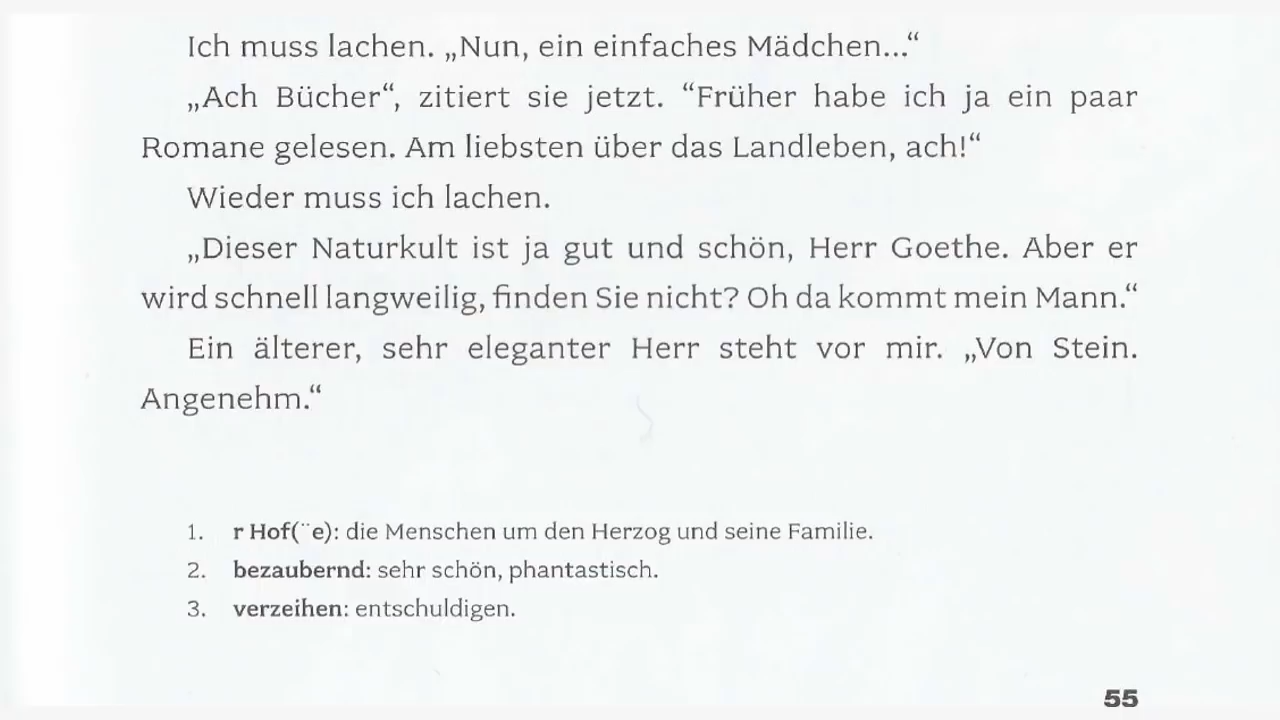 Ich muss lachen. „Nun, ein einfaches Mädchen...“
„Ach Bücher“, zitiert sie jetzt. “Früher habe ich ja ein paar
Romane gelesen. Am liebsten über das Landleben, ach!“
Wieder muss ich lachen.
„Dieser Naturkult ist ja gut und schön, Herr Goethe. Aber er
wird schnell langweilig, finden Sie nicht? Oh da kommt mein Mann.“
Ein älterer, sehr eleganter Herr steht vor mir. „Von Stein.
Angenehm.“
1. r Hof(¨e): die Menschen um den Herzog und seine Familie.
2. bezaubernd: sehr schön, phantastisch.
3. verzeihen: entschuldigen.
55